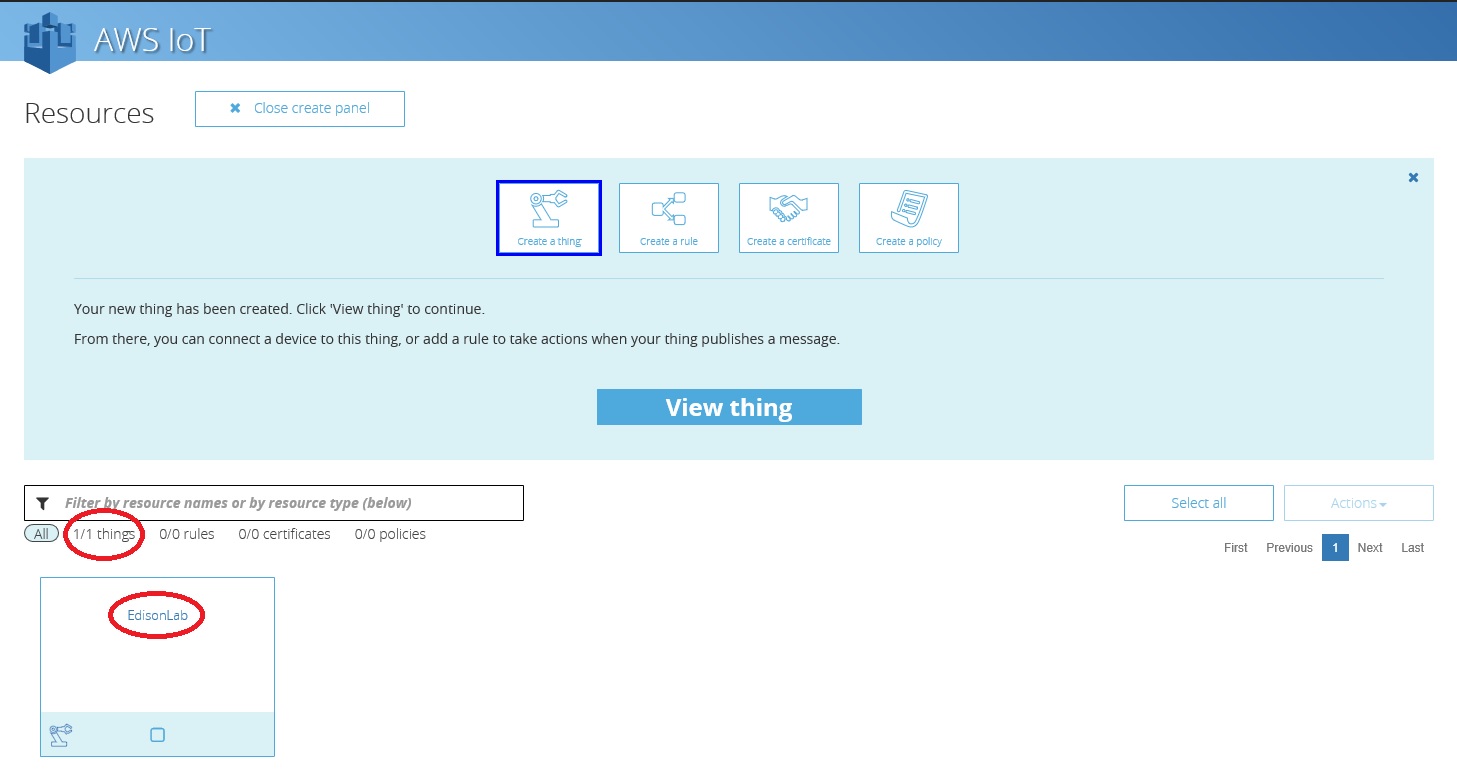 AWS IoT
Resources
Close create panel
Create a thing
Create a rule
Create a certificate
Create a policy
Your new thing has been created. Click 'View thing' to continue.
From there, you can connect a device to this thing, or add a rule to take actions when your thing publishes a message.
View thing
Filter by resource names or by resource type (below)
Select all
Actions
All 1/1 things 0/0 rules 0/0 certificates 0/0 policies
First Previous 1 Next Last
EdisonLab